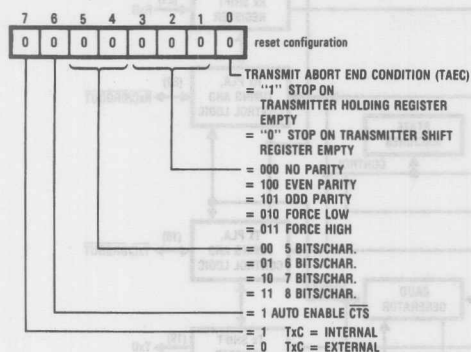 7 6 5 4 3 2 1 0
0 0 0 0 0 0 0 0 reset configuration
TRANSMIT ABORT END CONDITION (TAEC)
= "1" STOP ON
TRANSMITTER HOLDING REGISTER
EMPTY
= "0" STOP ON TRANSMITTER SHIFT
REGISTER EMPTY
= 000 NO PARITY
= 100 EVEN PARITY
= 101 ODD PARITY
= 010 FORCE LOW
= 011 FORCE HIGH
= 00 5 BITS/CHAR.
= 01 6 BITS/CHAR.
= 10 7 BITS/CHAR.
= 11 8 BITS/CHAR.
= 1 AUTO ENABLE CTS
= 1 TxC = INTERNAL
= 0 TxC = EXTERNAL